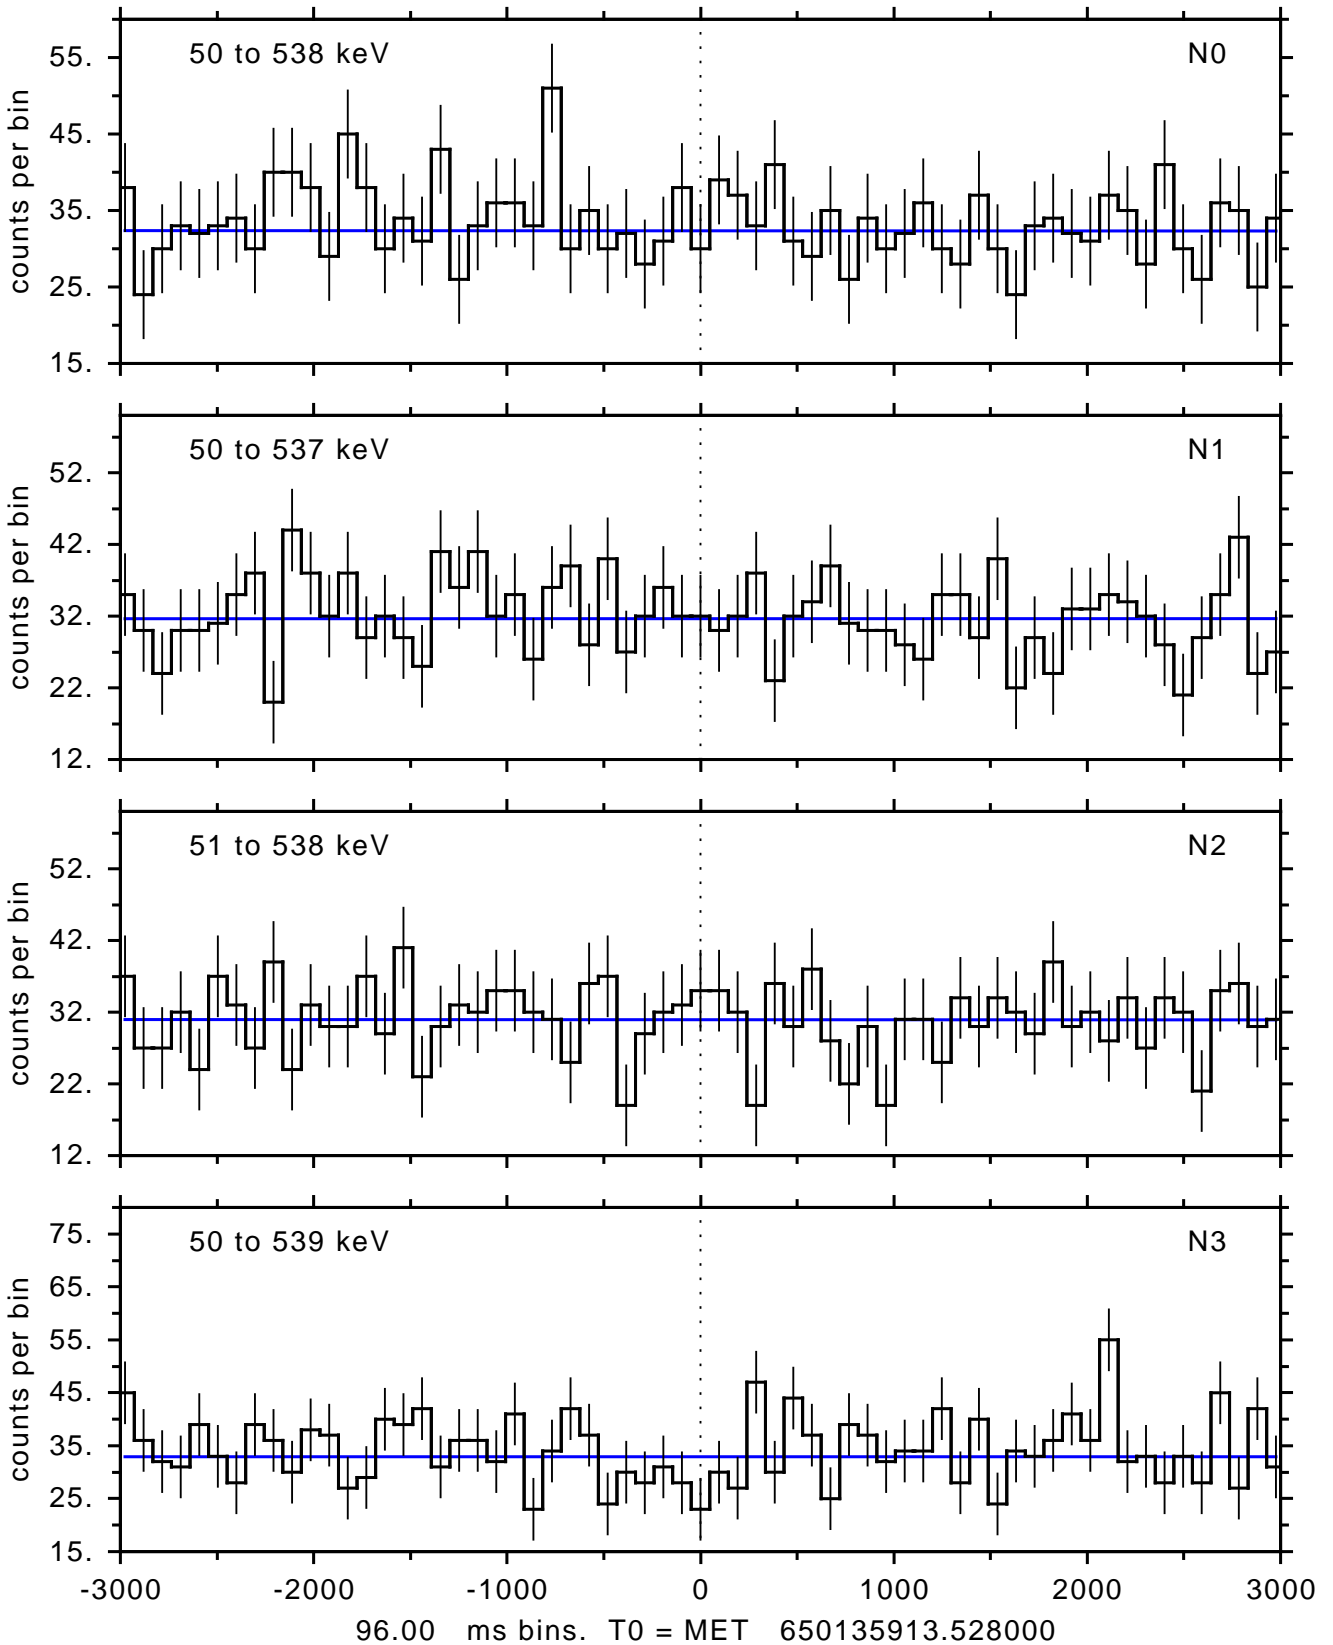 50 to 538 keV N0
55.
45.
35.
25.
15.
counts per bin
50 to 537 keV N1
52.
42.
32.
22.
12.
counts per bin
51 to 538 keV N2
52.
42.
32.
22.
12.
counts per bin
50 to 539 keV N3
75.
65.
55.
45.
35.
25.
15.
counts per bin
-3000 -2000 -1000 0 1000 2000 3000
96.00 ms bins. T0 = MET 650135913.528000